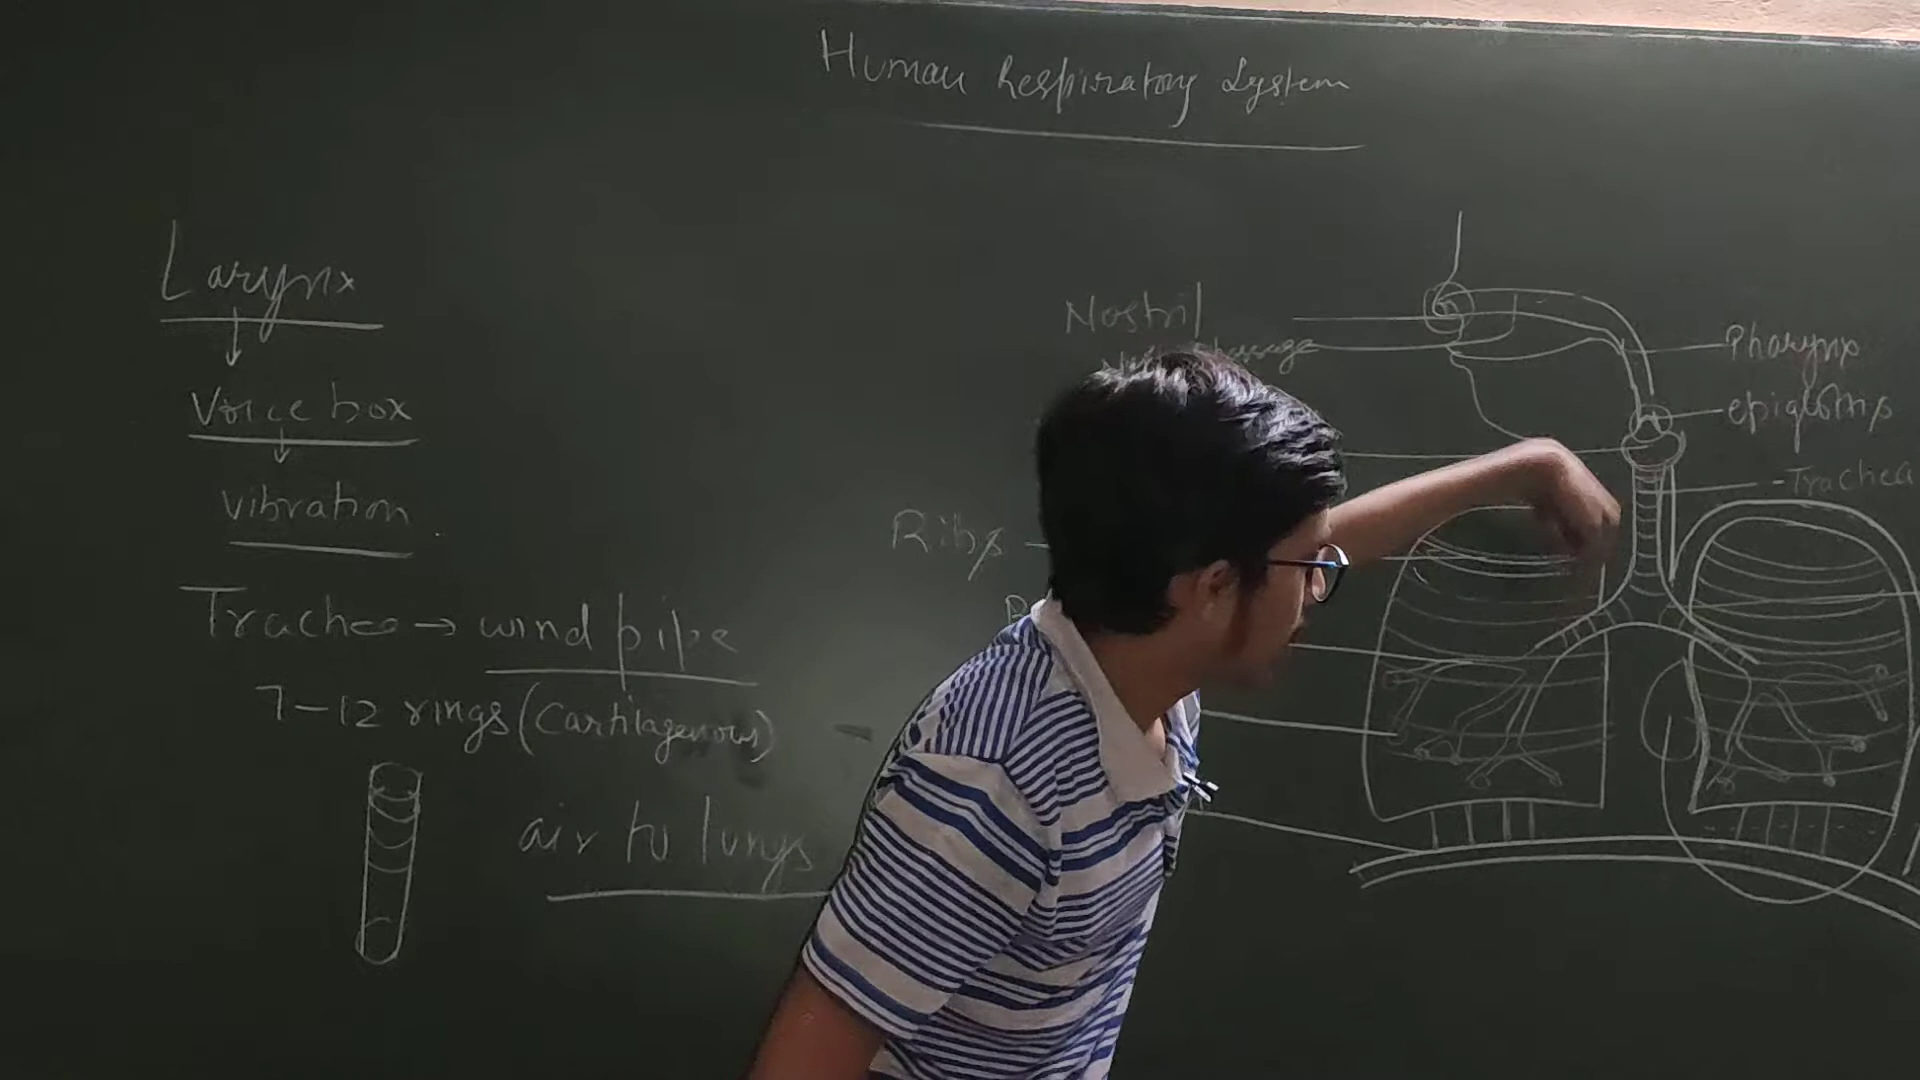 Human Respiratory System
Larynx
Voice box
vibration
Trachea → wind pipe
7-12 rings (Cartilagenous)
air to lungs
Nostril
Passage
Ribs
Pharynx
epiglottis
Trachea